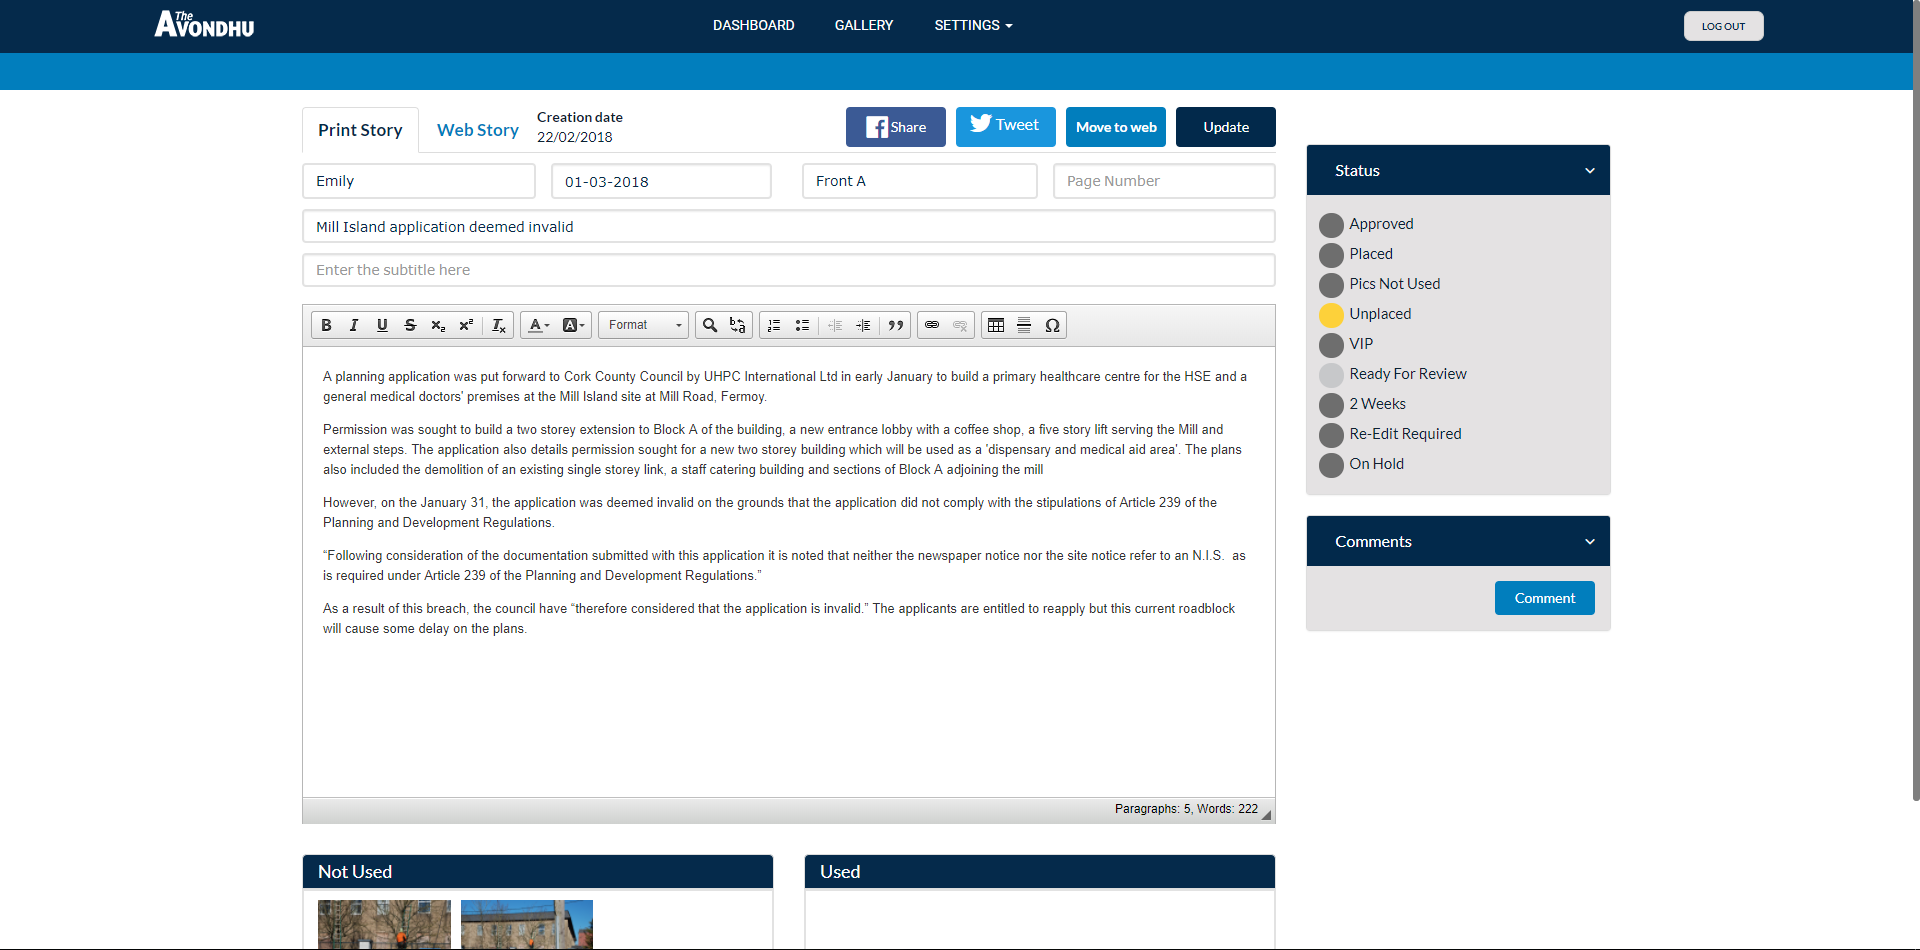 The AVONDHU
DASHBOARD GALLERY SETTINGS
LOG OUT
Print Story Web Story
Creation date
22/02/2018
Share Tweet Move to web Update
Emily 01-03-2018 Front A Page Number
Mill Island application deemed invalid
Enter the subtitle here
B I U S x₂ x² Ix A A Format Ω
A planning application was put forward to Cork County Council by UHPC International Ltd in early January to build a primary healthcare centre for the HSE and a
general medical doctors' premises at the Mill Island site at Mill Road, Fermoy.
Permission was sought to build a two storey extension to Block A of the building, a new entrance lobby with a coffee shop, a five story lift serving the Mill and
external steps. The application also details permission sought for a new two storey building which will be used as a 'dispensary and medical aid area'. The plans
also included the demolition of an existing single storey link, a staff catering building and sections of Block A adjoining the mill
However, on the January 31, the application was deemed invalid on the grounds that the application did not comply with the stipulations of Article 239 of the
Planning and Development Regulations.
“Following consideration of the documentation submitted with this application it is noted that neither the newspaper notice nor the site notice refer to an N.I.S.  as
is required under Article 239 of the Planning and Development Regulations.”
As a result of this breach, the council have “therefore considered that the application is invalid.” The applicants are entitled to reapply but this current roadblock
will cause some delay on the plans.
Paragraphs: 5, Words: 222
Not Used
Used
Status
Approved
Placed
Pics Not Used
Unplaced
VIP
Ready For Review
2 Weeks
Re-Edit Required
On Hold
Comments
Comment